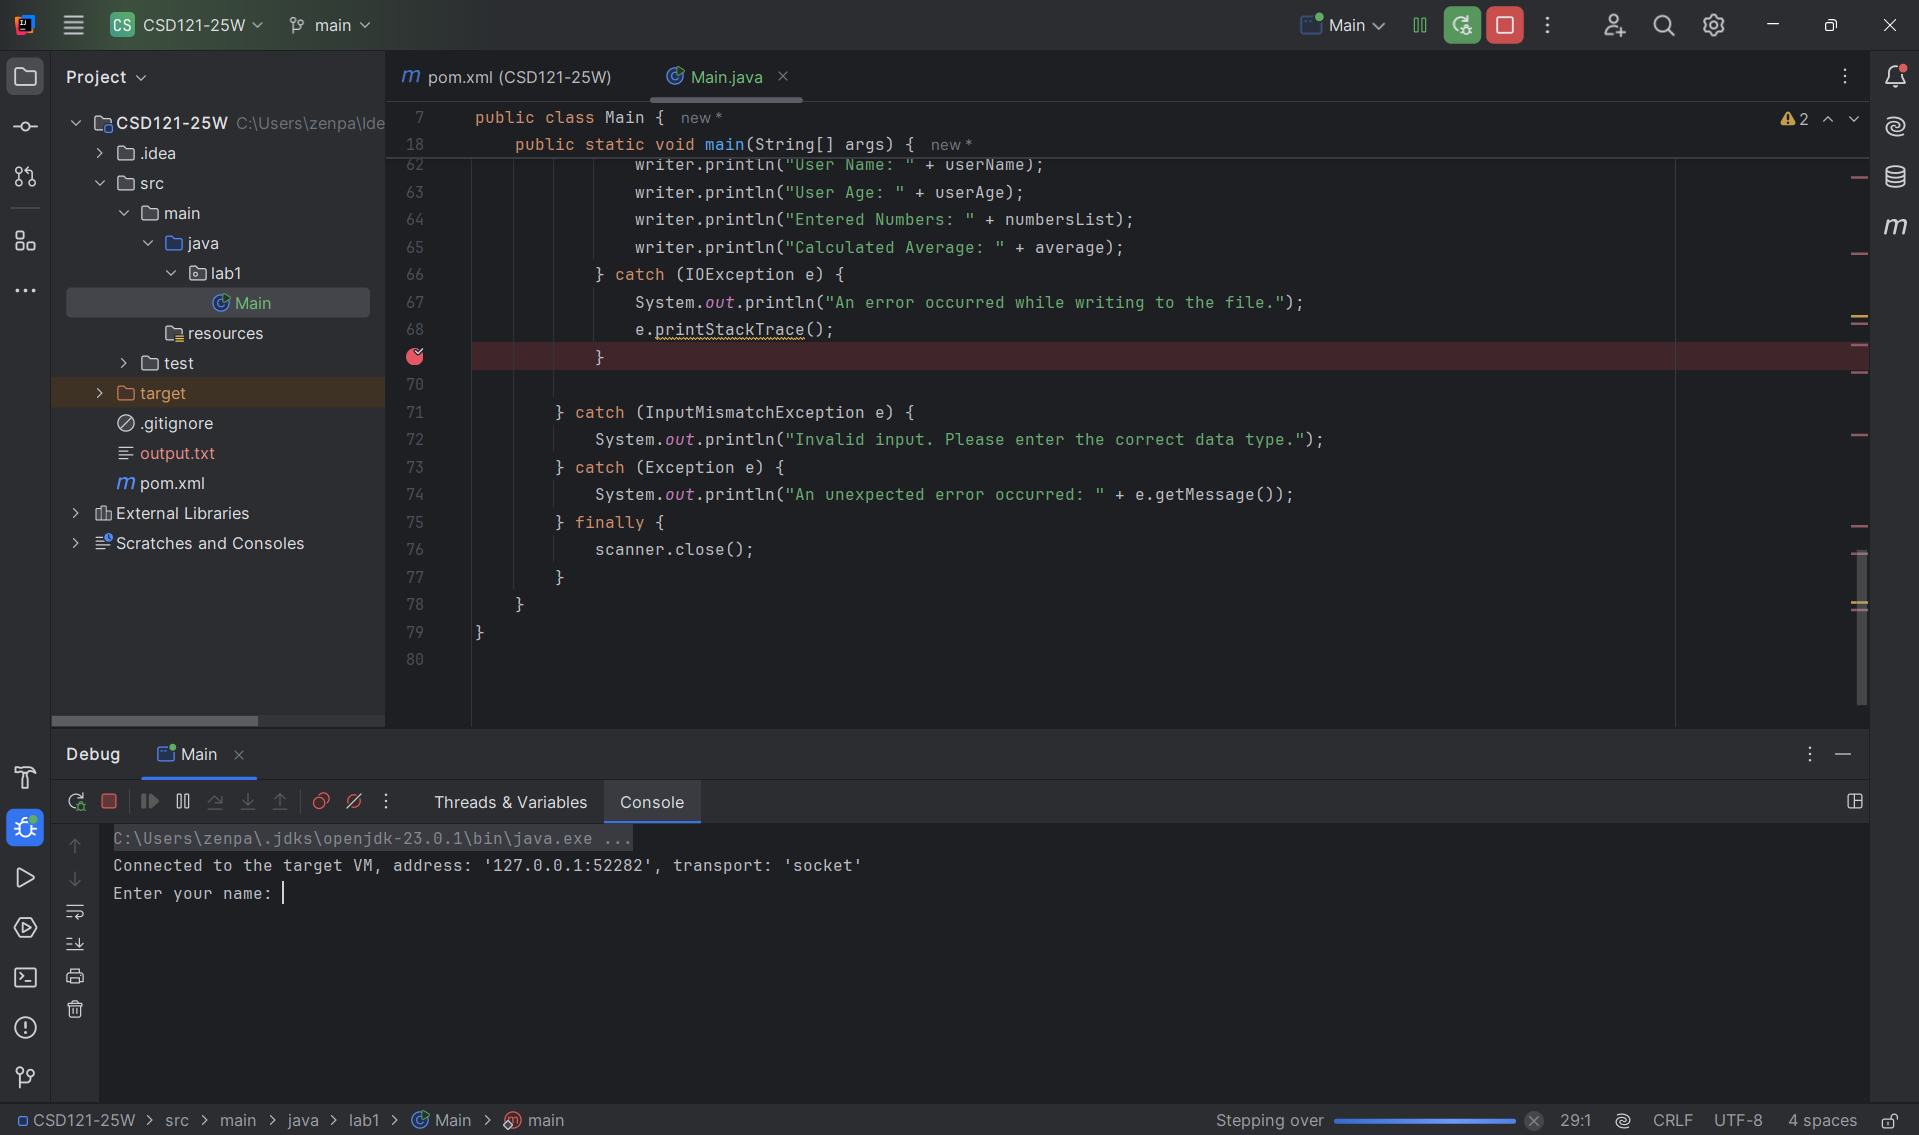 CS CSD121-25W main Main
Project
pom.xml (CSD121-25W) Main.java
CSD121-25W C:\Users\zenpa\Ide
.idea
src
main
java
lab1
Main
resources
test
target
.gitignore
output.txt
pom.xml
External Libraries
Scratches and Consoles
7 public class Main { new *
18 public static void main(String[] args) { new *
2
62 writer.println("User Name: " + userName);
63 writer.println("User Age: " + userAge);
64 writer.println("Entered Numbers: " + numbersList);
65 writer.println("Calculated Average: " + average);
66 } catch (IOException e) {
67 System.out.println("An error occurred while writing to the file.");
68 e.printStackTrace();
}
70
71 } catch (InputMismatchException e) {
72 System.out.println("Invalid input. Please enter the correct data type.");
73 } catch (Exception e) {
74 System.out.println("An unexpected error occurred: " + e.getMessage());
75 } finally {
76 scanner.close();
77 }
78 }
79 }
80
Debug Main
Threads & Variables Console
C:\Users\zenpa\.jdks\openjdk-23.0.1\bin\java.exe ...
Connected to the target VM, address: '127.0.0.1:52282', transport: 'socket'
Enter your name:
CSD121-25W > src > main > java > lab1 > Main > main Stepping over 29:1 CRLF UTF-8 4 spaces